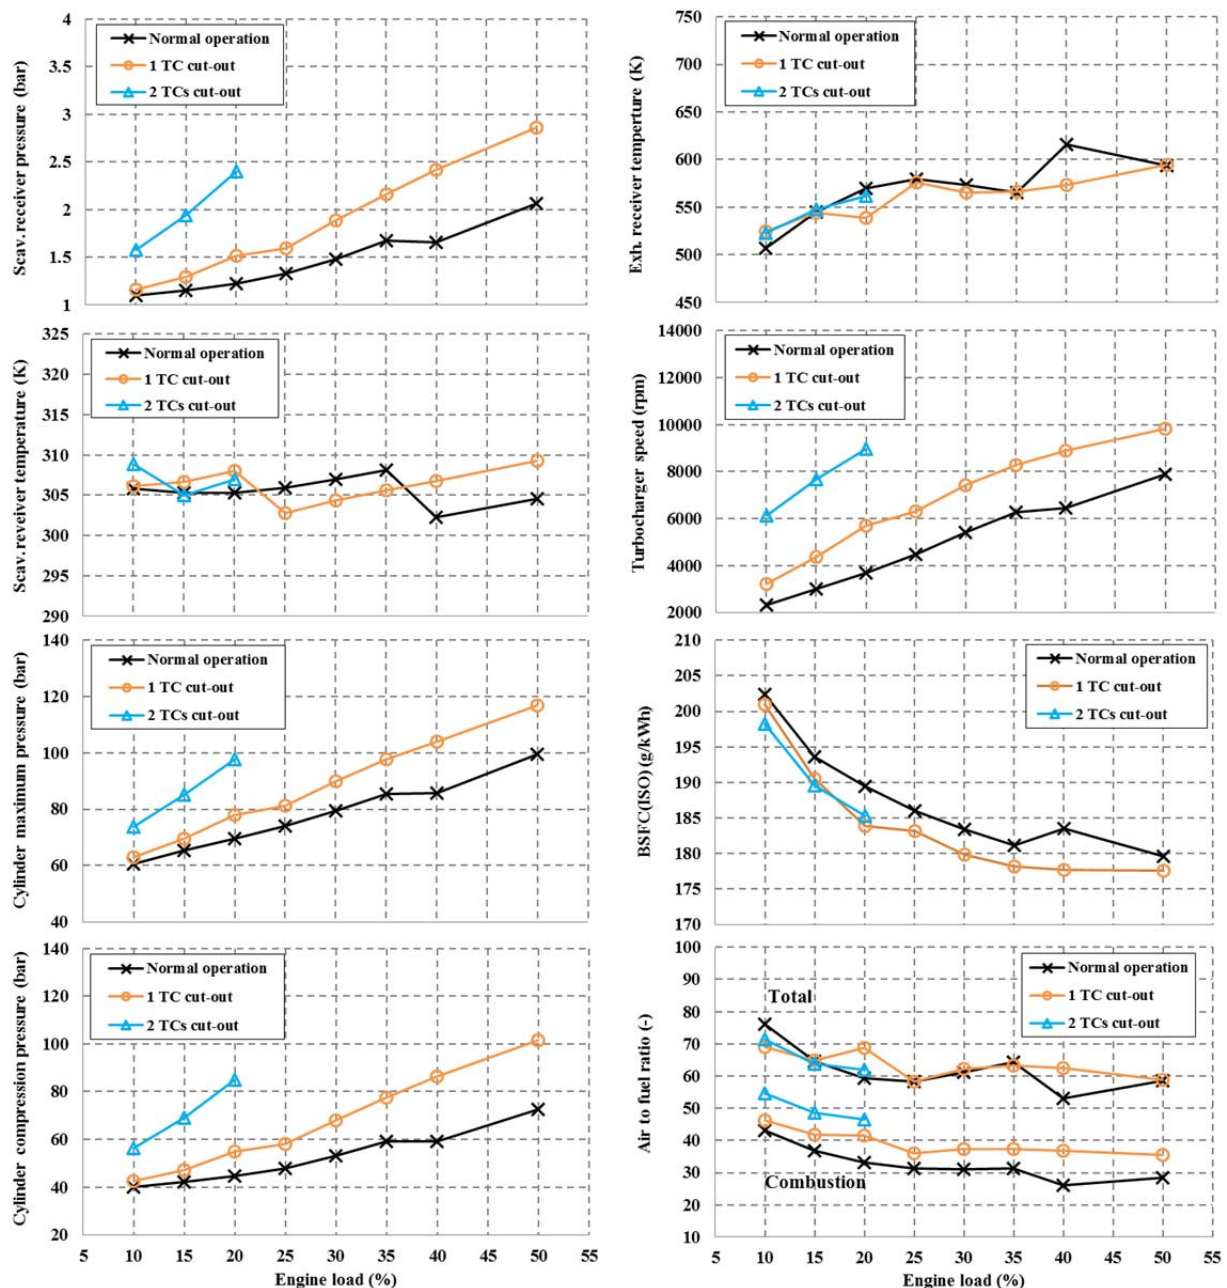 Scav. receiver pressure (bar)
4
3.5
3
2.5
2
1.5
1
Normal operation
1 TC cut-out
2 TCs cut-out
Exh. receiver temperture (K)
750
700
650
600
550
500
450
Normal operation
1 TC cut-out
2 TCs cut-out
Scav. reveiver temperature (K)
325
320
315
310
305
300
295
290
Normal operation
1 TC cut-out
2 TCs cut-out
Turbocharger speed (rpm)
14000
12000
10000
8000
6000
4000
2000
Normal operation
1 TC cut-out
2 TCs cut-out
Cylinder maximum pressure (bar)
140
120
100
80
60
40
Normal operation
1 TC cut-out
2 TCs cut-out
BSFC(ISO) (g/kWh)
210
205
200
195
190
185
180
175
170
Normal operation
1 TC cut-out
2 TCs cut-out
Cylinder compression pressure (bar)
140
120
100
80
60
40
20
Normal operation
1 TC cut-out
2 TCs cut-out
5 10 15 20 25 30 35 40 45 50 55
Engine load (%)
Air to fuel ratio (-)
100
90
80
70
60
50
40
30
20
10
Normal operation
1 TC cut-out
2 TCs cut-out
Total
Combustion
5 10 15 20 25 30 35 40 45 50 55
Engine load (%)